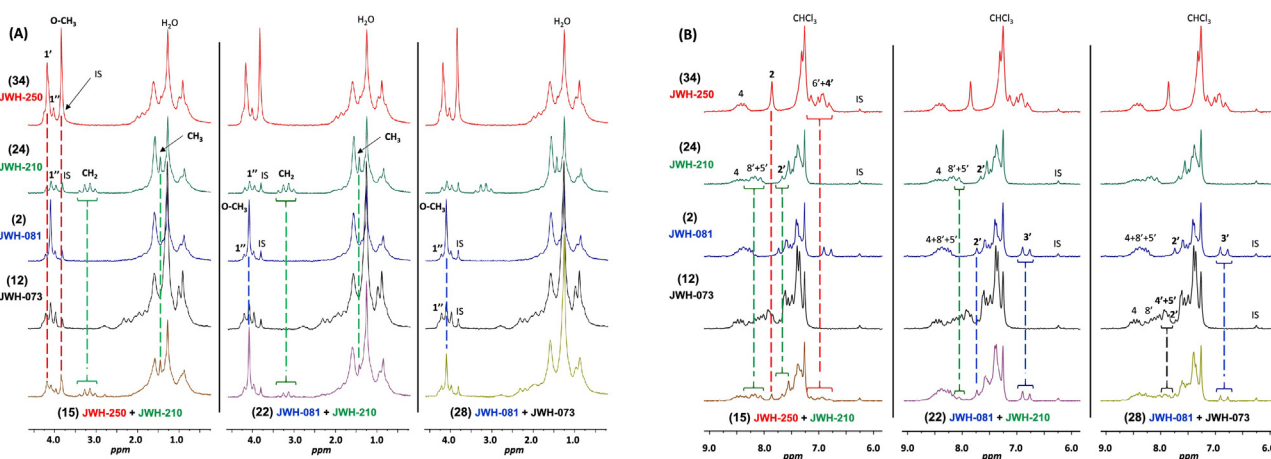 (A)
O-CH3
H2O
H2O
H2O
1'
IS
1''
(34)
JWH-250
CH3
CH3
(24)
JWH-210
1'' IS CH2
1'' IS CH2
O-CH3
O-CH3
(2)
JWH-081
1'' IS
1'' IS
(12)
JWH-073
1'' IS
(15) JWH-250 + JWH-210
(22) JWH-081 + JWH-210
(28) JWH-081 + JWH-073
4.0 3.0 2.0 1.0
4.0 3.0 2.0 1.0
4.0 3.0 2.0 1.0
ppm
ppm
ppm
(B)
CHCl3
CHCl3
CHCl3
(34)
JWH-250
4 2 6'+4' IS
(24)
JWH-210
8'+5' 2' IS
4 8'+5' 2' IS
(2)
JWH-081
4+8'+5' 2' 3' IS
4+8'+5' 2' 3' IS
(12)
JWH-073
4 8' 4'+5' 2' IS
(15) JWH-250 + JWH-210
(22) JWH-081 + JWH-210
(28) JWH-081 + JWH-073
9.0 8.0 7.0 6.0
9.0 8.0 7.0 6.0
9.0 8.0 7.0 6.0
ppm
ppm
ppm